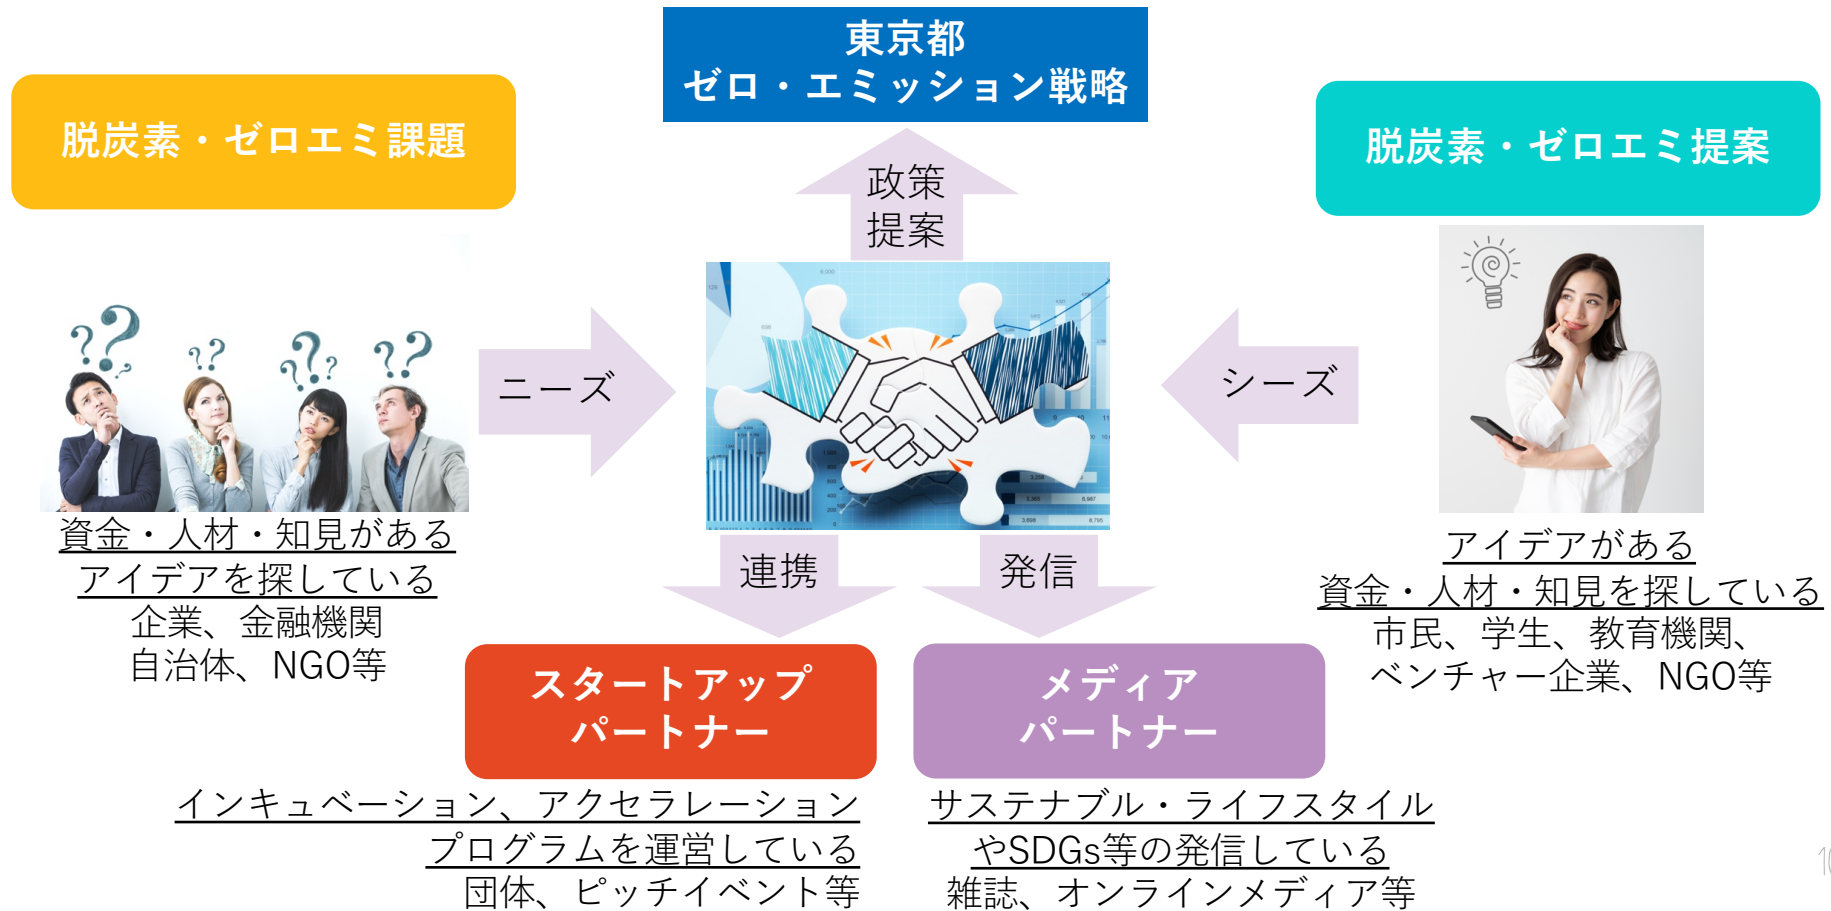 東京都
ゼロ・エミッション戦略
脱炭素・ゼロエミ課題
脱炭素・ゼロエミ提案
政策
提案
ニーズ
シーズ
資金・人材・知見がある
アイデアを探している
企業、金融機関
自治体、NGO等
アイデアがある
資金・人材・知見を探している
市民、学生、教育機関、
ベンチャー企業、NGO等
連携
発信
スタートアップ
パートナー
メディア
パートナー
インキュベーション、アクセラレーション
プログラムを運営している
団体、ピッチイベント等
サステナブル・ライフスタイル
やSDGs等の発信している
雑誌、オンラインメディア等